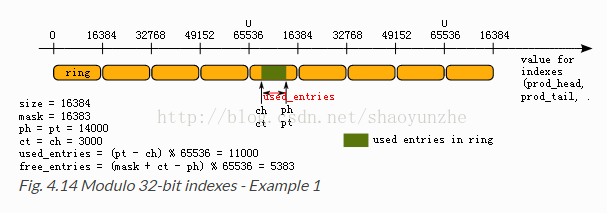 U U
0 16384 32768 49152 65536 16384 32768 49152 65536 16384
ring
value for
indexes
(prod_head,
prod_tail, .
used_entries
ch ph
ct pt
http://blog.csdn.net/shaoyunzhe
used entries in ring
size = 16384
mask = 16383
ph = pt = 14000
ct = ch = 3000
used_entries = (pt - ch) % 65536 = 11000
free_entries = (mask + ct - ph) % 65536 = 5383
Fig. 4.14 Modulo 32-bit indexes - Example 1